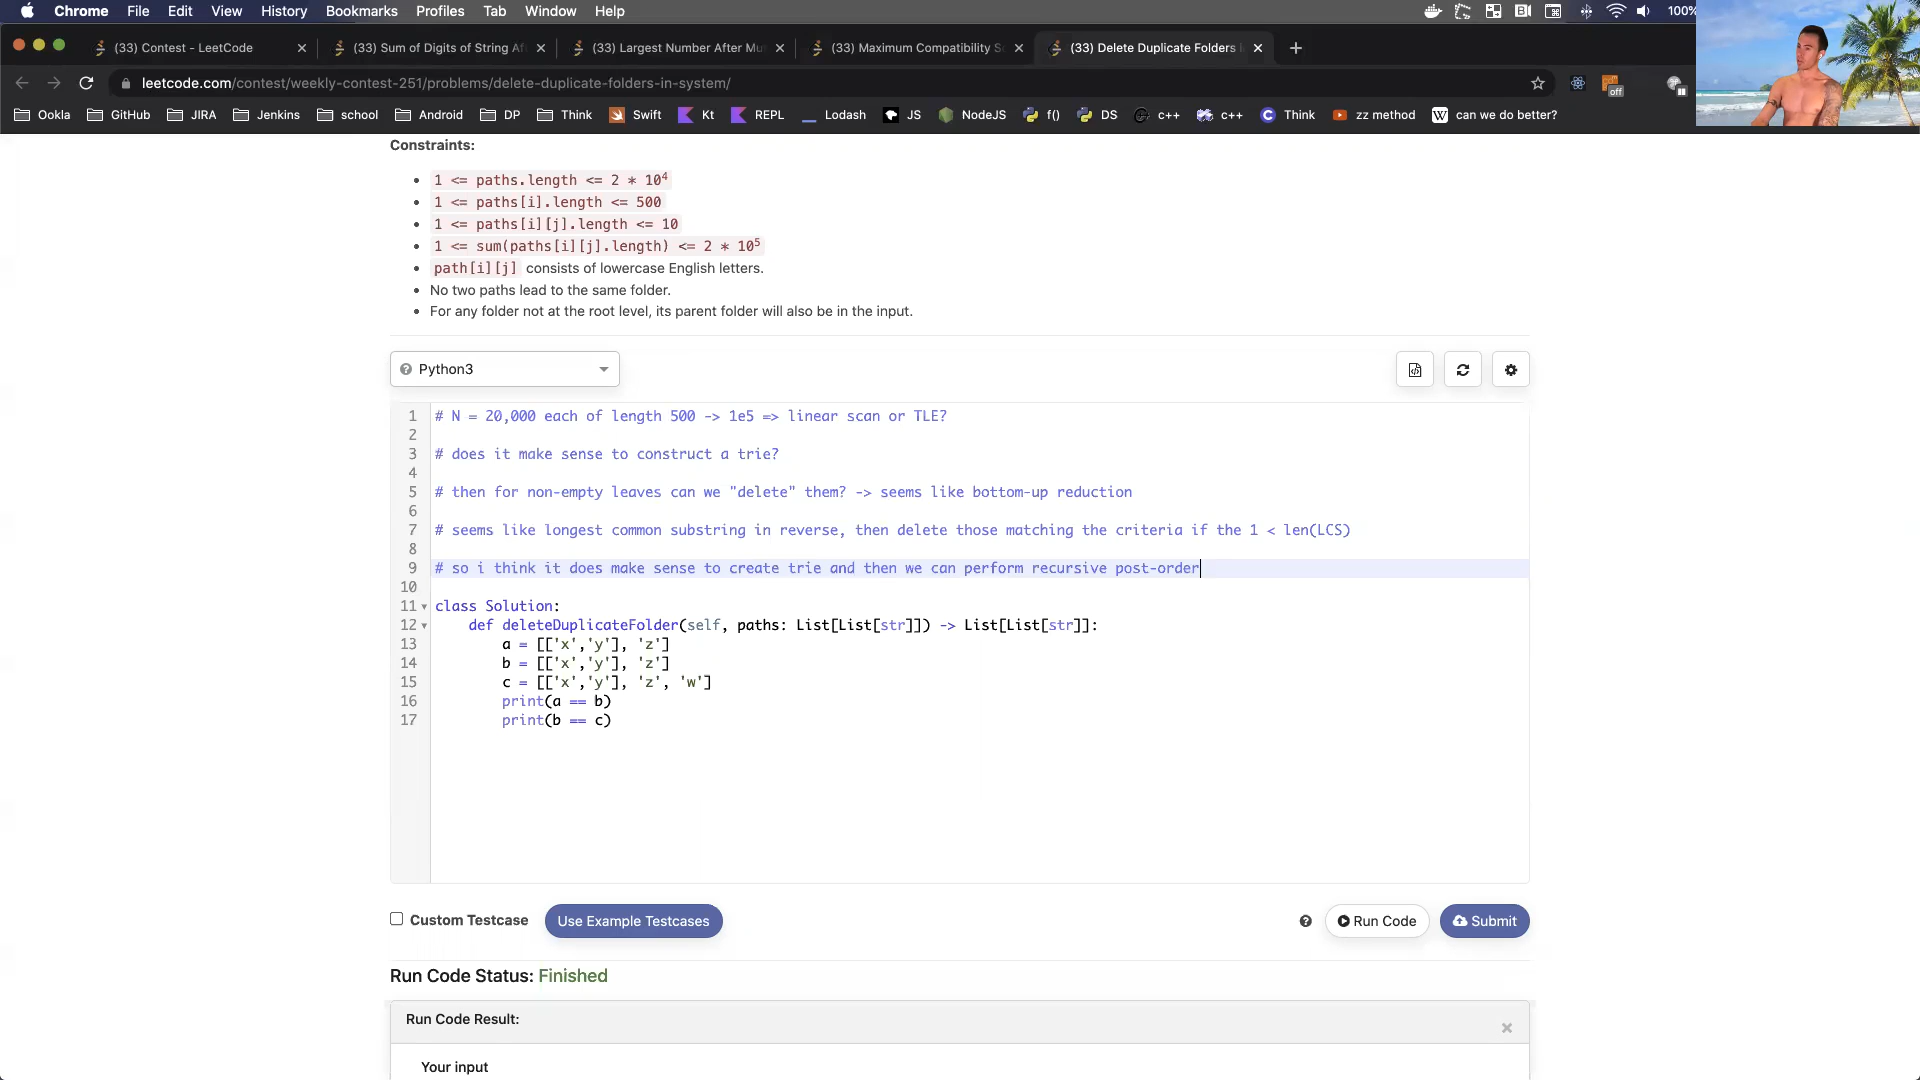 Chrome File Edit View History Bookmarks Profiles Tab Window Help 100%
(33) Contest - LeetCode
(33) Sum of Digits of String Af
(33) Largest Number After Mu
(33) Maximum Compatibility S
(33) Delete Duplicate Folders i
leetcode.com/contest/weekly-contest-251/problems/delete-duplicate-folders-in-system/
off
Ookla GitHub JIRA Jenkins school Android DP Think Swift Kt REPL Lodash JS NodeJS f() DS c++ c++ Think zz method can we do better?
Constraints:
1 <= paths.length <= 2 * 10⁴
1 <= paths[i].length <= 500
1 <= paths[i][j].length <= 10
1 <= sum(paths[i][j].length) <= 2 * 10⁵
path[i][j] consists of lowercase English letters.
No two paths lead to the same folder.
For any folder not at the root level, its parent folder will also be in the input.
Python3
1 # N = 20,000 each of length 500 -> 1e5 => linear scan or TLE?
2
3 # does it make sense to construct a trie?
4
5 # then for non-empty leaves can we "delete" them? -> seems like bottom-up reduction
6
7 # seems like longest common substring in reverse, then delete those matching the criteria if the 1 < len(LCS)
8
9 # so i think it does make sense to create trie and then we can perform recursive post-order
10
11 class Solution:
12 def deleteDuplicateFolder(self, paths: List[List[str]]) -> List[List[str]]:
13 a = [['x','y'], 'z']
14 b = [['x','y'], 'z']
15 c = [['x','y'], 'z', 'w']
16 print(a == b)
17 print(b == c)
Custom Testcase
Use Example Testcases
Run Code
Submit
Run Code Status: Finished
Run Code Result:
Your input